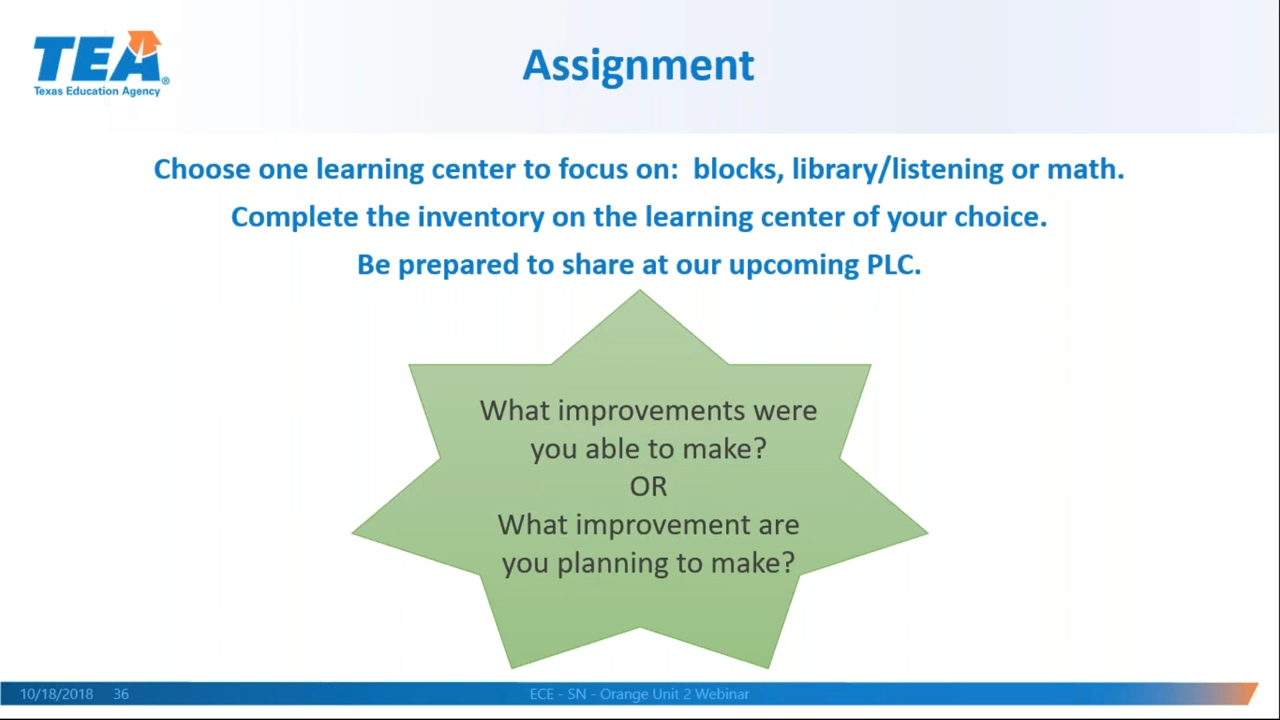 TEA®
Texas Education Agency
Assignment
Choose one learning center to focus on:  blocks, library/listening or math.
Complete the inventory on the learning center of your choice.
Be prepared to share at our upcoming PLC.
What improvements were
you able to make?
OR
What improvement are
you planning to make?
10/18/2018 36 ECE - SN - Orange Unit 2 Webinar